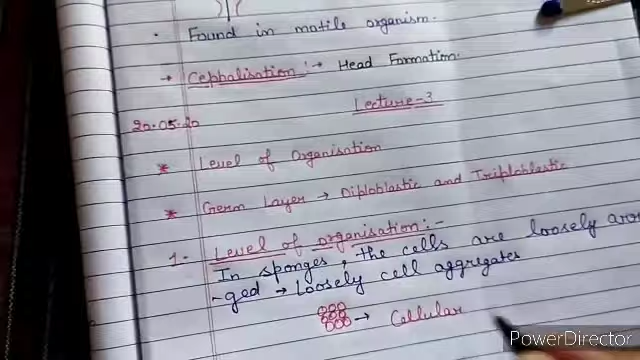 Found in motile organism.
→ Cephalisation :→ Head Formation.
Lecture-3
20.05.20
* Level of Organisation
* Germ Layer → Diploblastic and Triploblastic
1- Level of organisation:-
In sponges, the cells are loosely arran
-ged → Loosely cell aggregates
→ Cellular
PowerDirector